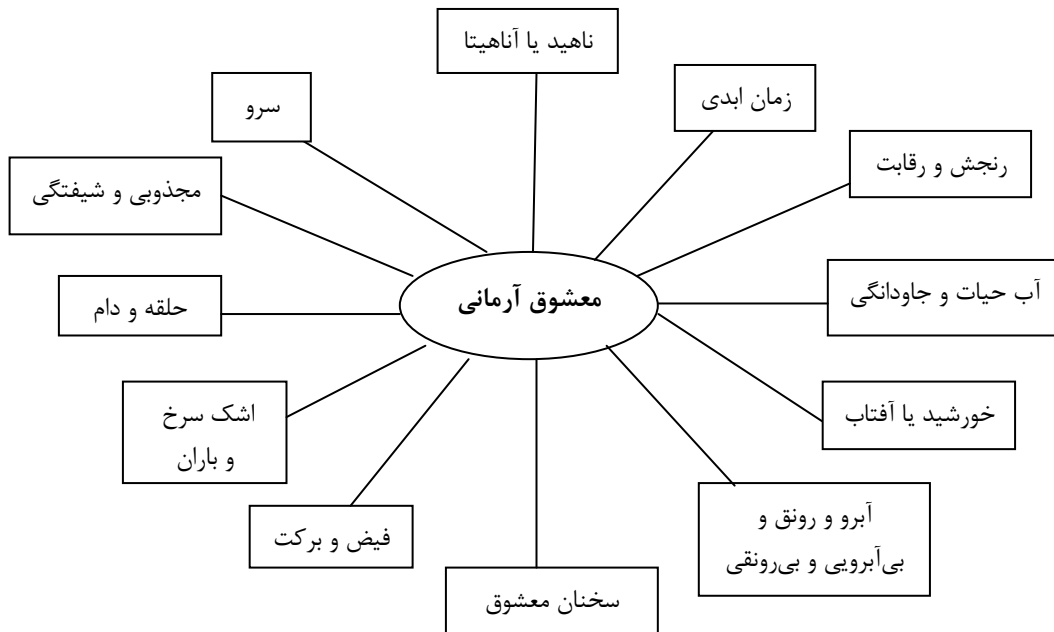 ناهید یا آناهیتا
زمان ابدی
سرو
رنجش و رقابت
مجذوبی و شیفتگی
آب حیات و جاودانگی
معشوق آرمانی
حلقه و دام
خورشید یا آفتاب
اشک سرخ
و باران
آبرو و رونق و
بی‌آبرویی و بی‌رونقی
فیض و برکت
سخنان معشوق